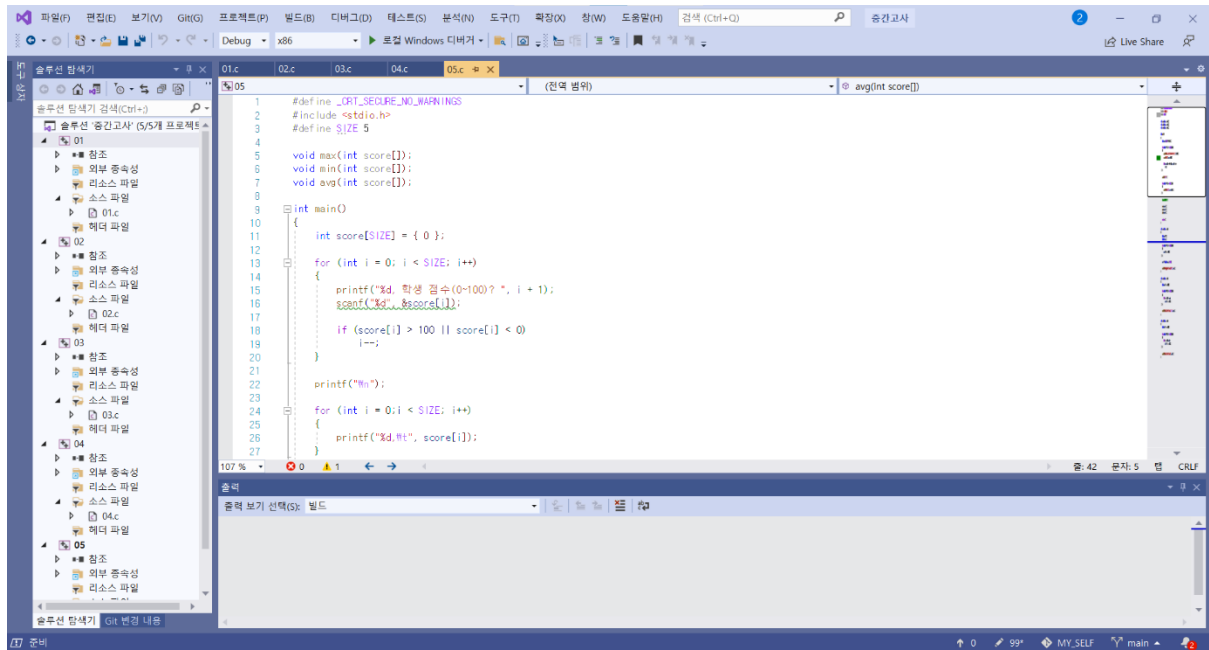 파일(F) 편집(E) 보기(V) Git(G) 프로젝트(P) 빌드(B) 디버그(D) 테스트(S) 분석(N) 도구(T) 확장(X) 창(W) 도움말(H) 검색 (Ctrl+Q) 중간고사 2
Debug x86 로컬 Windows 디버거 Live Share
도구 상자
솔루션 탐색기
01.c 02.c 03.c 04.c 05.c
05 (전역 범위) avg(int score[])
솔루션 탐색기 검색(Ctrl+;)
솔루션 '중간고사' (5/5개 프로젝트
01
참조
외부 종속성
리소스 파일
소스 파일
01.c
헤더 파일
02
참조
외부 종속성
리소스 파일
소스 파일
02.c
헤더 파일
03
참조
외부 종속성
리소스 파일
소스 파일
03.c
헤더 파일
04
참조
외부 종속성
리소스 파일
소스 파일
04.c
헤더 파일
05
참조
외부 종속성
리소스 파일
솔루션 탐색기 Git 변경 내용
1 #define _CRT_SECURE_NO_WARNINGS
2 #include <stdio.h>
3 #define SIZE 5
4
5 void max(int score[]);
6 void min(int score[]);
7 void avg(int score[]);
8
9 int main()
10 {
11 int score[SIZE] = { 0 };
12
13 for (int i = 0; i < SIZE; i++)
14 {
15 printf("%d, 학생 점수(0~100)? ", i + 1);
16 scanf("%d", &score[i]);
17
18 if (score[i] > 100 || score[i] < 0)
19 i--;
20 }
21
22 printf("₩n");
23
24 for (int i = 0;i < SIZE; i++)
25 {
26 printf("%d,₩t", score[i]);
27 }
107 % 0 1 줄: 42 문자: 5 탭 CRLF
출력
출력 보기 선택(S): 빌드
준비 0 99* MY_SELF main 2